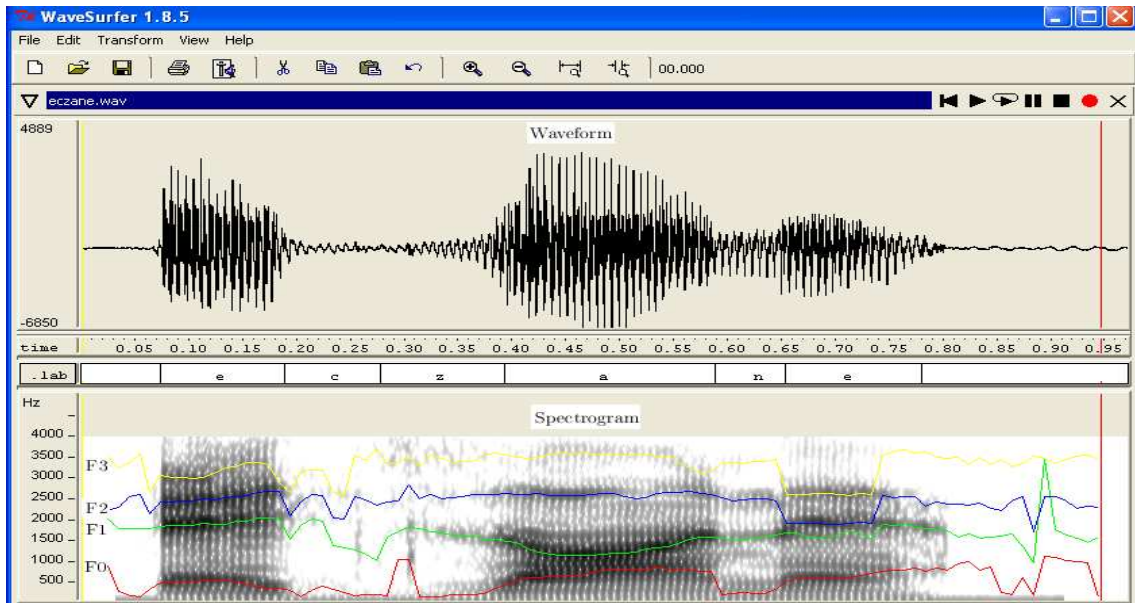 WaveSurfer 1.8.5
File Edit Transform View Help
00.000
eczane.wav
4889
Waveform
-6850
time 0.05 0.10 0.15 0.20 0.25 0.30 0.35 0.40 0.45 0.50 0.55 0.60 0.65 0.70 0.75 0.80 0.85 0.90 0.95
.lab e c z a n e
Hz
Spectrogram
4000
3500
F3
3000
2500
F2
2000
F1
1500
1000
F0
500